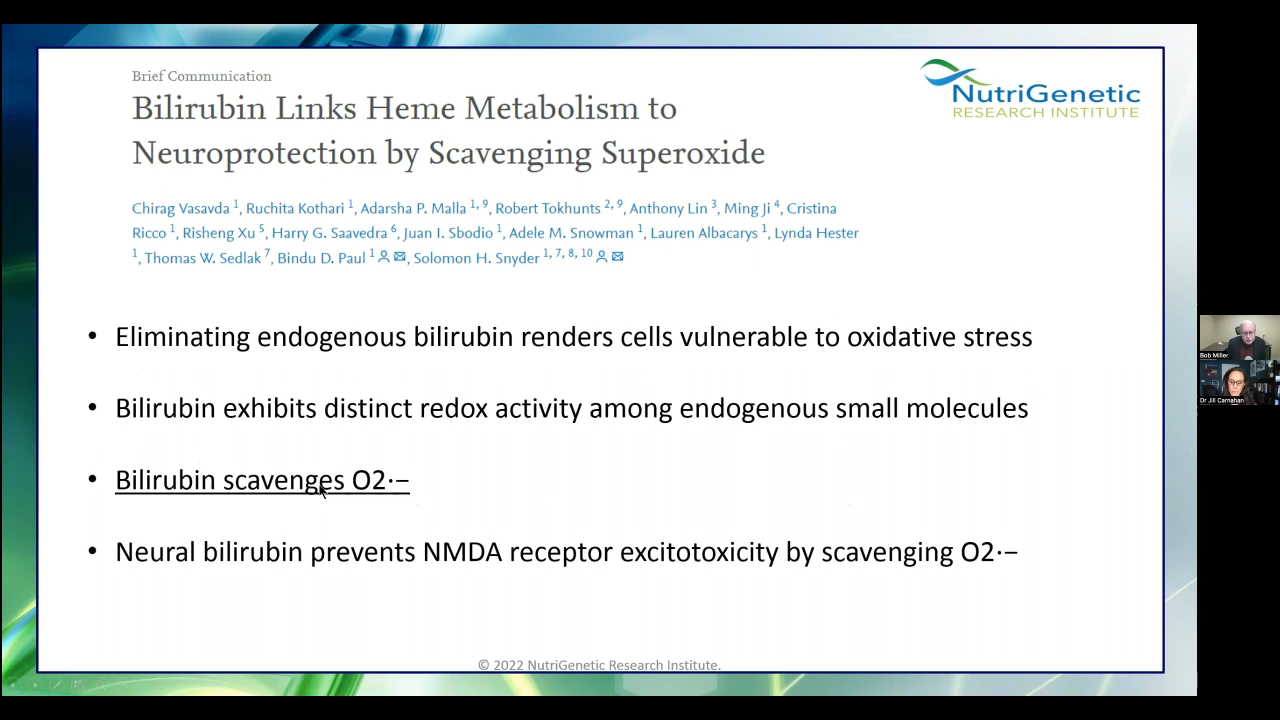 Brief Communication
Bilirubin Links Heme Metabolism to
Neuroprotection by Scavenging Superoxide
NutriGenetic
RESEARCH INSTITUTE
Chirag Vasavda 1, Ruchita Kothari 1, Adarsha P. Malla 1, 9, Robert Tokhunts 2, 9, Anthony Lin 3, Ming Ji 4, Cristina
Ricco 1, Risheng Xu 5, Harry G. Saavedra 6, Juan I. Sbodio 1, Adele M. Snowman 1, Lauren Albacarys 1, Lynda Hester
1, Thomas W. Sedlak 7, Bindu D. Paul 1, Solomon H. Snyder 1, 7, 8, 10
• Eliminating endogenous bilirubin renders cells vulnerable to oxidative stress
• Bilirubin exhibits distinct redox activity among endogenous small molecules
• Bilirubin scavenges O2·−
• Neural bilirubin prevents NMDA receptor excitotoxicity by scavenging O2·−
© 2022 NutriGenetic Research Institute.
Bob Miller
Dr Jill Carnahan